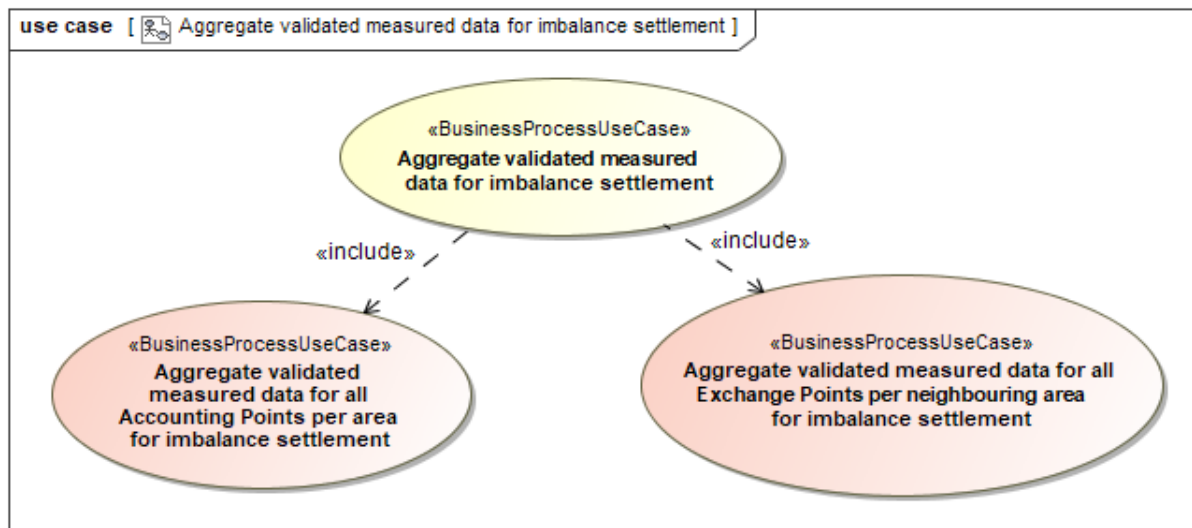 use case [ Aggregate validated measured data for imbalance settlement ]
«BusinessProcessUseCase»
Aggregate validated measured
data for imbalance settlement
«include»
«include»
«BusinessProcessUseCase»
Aggregate validated
measured data for all
Accounting Points per area
for imbalance settlement
«BusinessProcessUseCase»
Aggregate validated measured data for all
Exchange Points per neighbouring area
for imbalance settlement